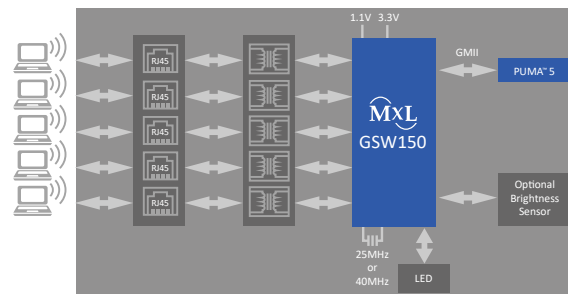 1.1V 3.3V
GMII
RJ45
RJ45
RJ45
RJ45
RJ45
MxL
GSW150
PUMA™ 5
Optional
Brightness
Sensor
25MHz
or
40MHz
LED